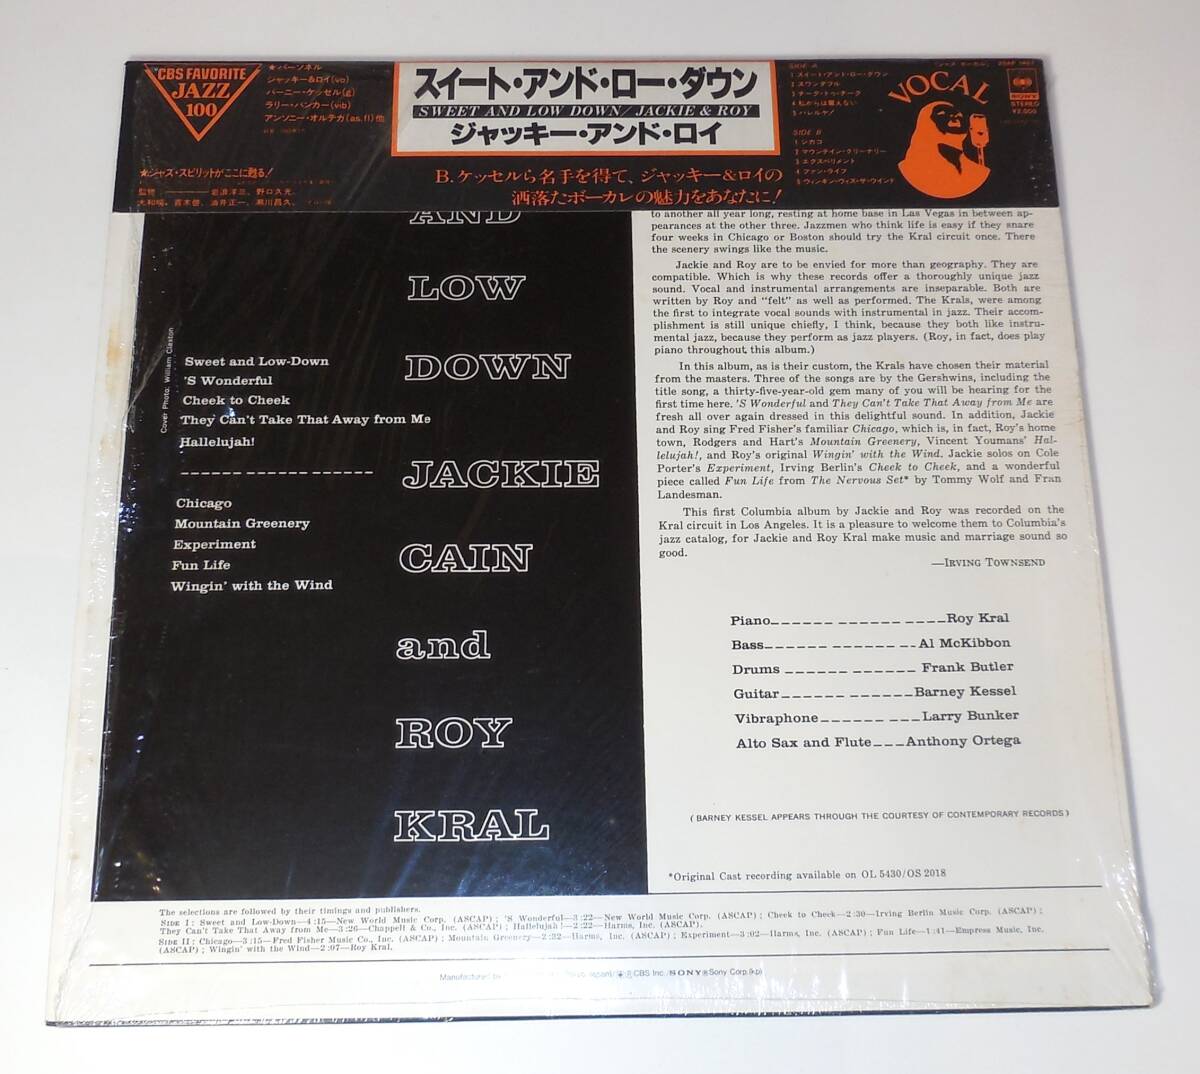 CBS FAVORITE
JAZZ
100
★パーソネル
ジャッキー&ロイ(vo)
バーニー・ケッセル(g)
ラリー・バンカー(vib)
アンソニー・オルテガ(as.fl)他
★ジャズ・スピリットがここに甦る!
スイート・アンド・ロー・ダウン
SWEET AND LOW DOWN/JACKIE & ROY
ジャッキー・アンド・ロイ
B.ケッセルら名手を得て、ジャッキー&ロイの
洒落たボーカルの魅力をあなたに!
SIDE A
1 スイート・アンド・ロー・ダウン
2 スワンダフル
3 チーク・トゥ・チーク
4 私からは奪えない
5 ハレルヤ!
SIDE B
1 シカゴ
2 マウンテイン・グリーナリー
3 エクスペリメント
4 ファン・ライフ
5 ウィンギン・ウィズ・ザ・ウインド
VOCAL
SONY
STEREO
¥2,000
AND
LOW
DOWN
JACKIE
CAIN
and
ROY
KRAL
Cover Photo: William Claxton
Sweet and Low-Down
'S Wonderful
Cheek to Cheek
They Can't Take That Away from Me
Hallelujah!
Chicago
Mountain Greenery
Experiment
Fun Life
Wingin' with the Wind
to another all year long, resting at home base in Las Vegas in between ap-
pearances at the other three. Jazzmen who think life is easy if they snare
four weeks in Chicago or Boston should try the Kral circuit once. There
the scenery swings like the music.
Jackie and Roy are to be envied for more than geography. They are
compatible. Which is why these records offer a thoroughly unique jazz
sound. Vocal and instrumental arrangements are inseparable. Both are
written by Roy and “felt” as well as performed. The Krals, were among
the first to integrate vocal sounds with instrumental in jazz. Their accom-
plishment is still unique chiefly, I think, because they both like instru-
mental jazz, because they perform as jazz players. (Roy, in fact, does play
piano throughout this album.)
In this album, as is their custom, the Krals have chosen their material
from the masters. Three of the songs are by the Gershwins, including the
title song, a thirty-five-year-old gem many of you will be hearing for the
first time here. 'S Wonderful and They Can't Take That Away from Me are
fresh all over again dressed in this delightful sound. In addition, Jackie
and Roy sing Fred Fisher's familiar Chicago, which is, in fact, Roy's home
town, Rodgers and Hart's Mountain Greenery, Vincent Youmans' Hal-
lelujah!, and Roy's original Wingin' with the Wind. Jackie solos on Cole
Porter's Experiment, Irving Berlin's Cheek to Cheek, and a wonderful
piece called Fun Life from The Nervous Set* by Tommy Wolf and Fran
Landesman.
This first Columbia album by Jackie and Roy was recorded on the
Kral circuit in Los Angeles. It is a pleasure to welcome them to Columbia's
jazz catalog, for Jackie and Roy Kral make music and marriage sound so
good.
—IRVING TOWNSEND
Piano Roy Kral
Bass Al McKibbon
Drums Frank Butler
Guitar Barney Kessel
Vibraphone Larry Bunker
Alto Sax and Flute Anthony Ortega
(BARNEY KESSEL APPEARS THROUGH THE COURTESY OF CONTEMPORARY RECORDS)
*Original Cast recording available on OL 5430/OS 2018
The selections are followed by their timings and publishers.
SIDE I: Sweet and Low-Down—4:15—New World Music Corp. (ASCAP); 'S Wonderful—3:22—New World Music Corp. (ASCAP); Cheek to Cheek—2:30—Irving Berlin Music Corp. (ASCAP);
They Can't Take That Away from Me—3:26—Chappell & Co., Inc. (ASCAP); Hallelujah!—2:22—Harms, Inc. (ASCAP).
SIDE II: Chicago—3:15—Fred Fisher Music Co., Inc. (ASCAP); Mountain Greenery—2:32—Harms, Inc. (ASCAP); Experiment—3:02—Harms, Inc. (ASCAP); Fun Life—1:41—Empress Music, Inc.
(ASCAP); Wingin' with the Wind—2:07—Roy Kral.
Manufactured by CBS Inc./SONY® Sony Corp.(kp)